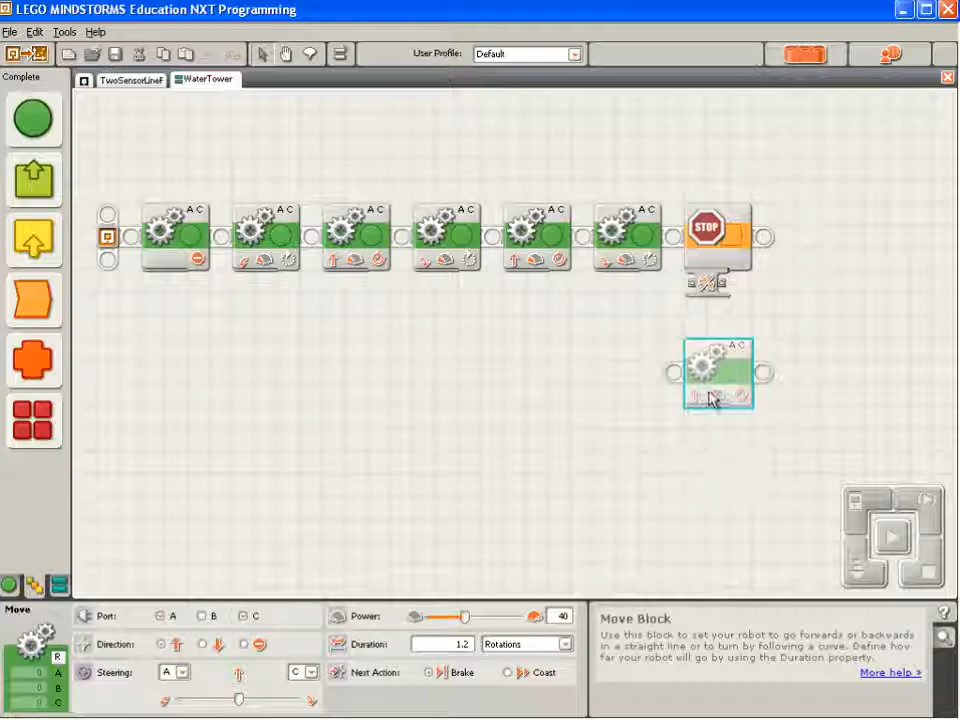 LEGO MINDSTORMS Education NXT Programming
File Edit Tools Help
User Profile: Default
Complete
TwoSensorLineF WaterTower
A C A C A C A C A C A C
STOP
A C
Move
Port: A B C
Direction:
Steering: A C
R
0 A
0 B
0 C
Power: 40
Duration: 1.2 Rotations
Next Action: Brake Coast
Move Block
Use this block to set your robot to go forwards or backwards
in a straight line or to turn by following a curve. Define how
far your robot will go by using the Duration property.
More help »
?